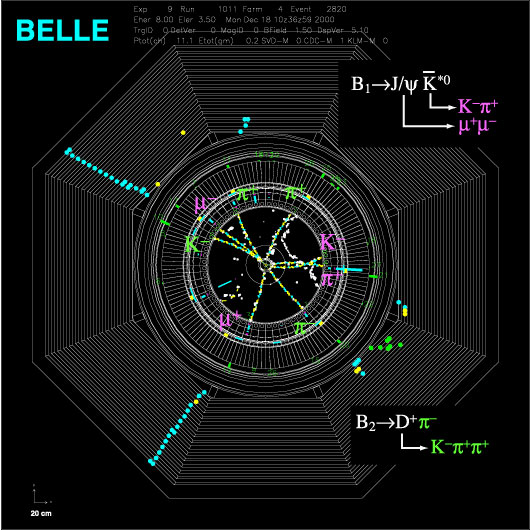 Exp 9 Run 1011 Farm 4 Event 2820
BELLE
Eher 8.00 Eler 3.50 Mon Dec 18 10z36z59 2000
TrgID 0 DetVer 0 MagID 0 BField 1.50 DspVer 5.10
Ptot(ch) 11.1 Etot(gm) 0.2 SVD-M 0 CDC-M 1 KLM-M 0
B₁→J/ψ K̅*⁰
K⁻π⁺
μ⁺μ⁻
μ⁻
K⁻
μ⁺
B₂→D⁺π⁻
K⁻π⁺π⁺
20 cm